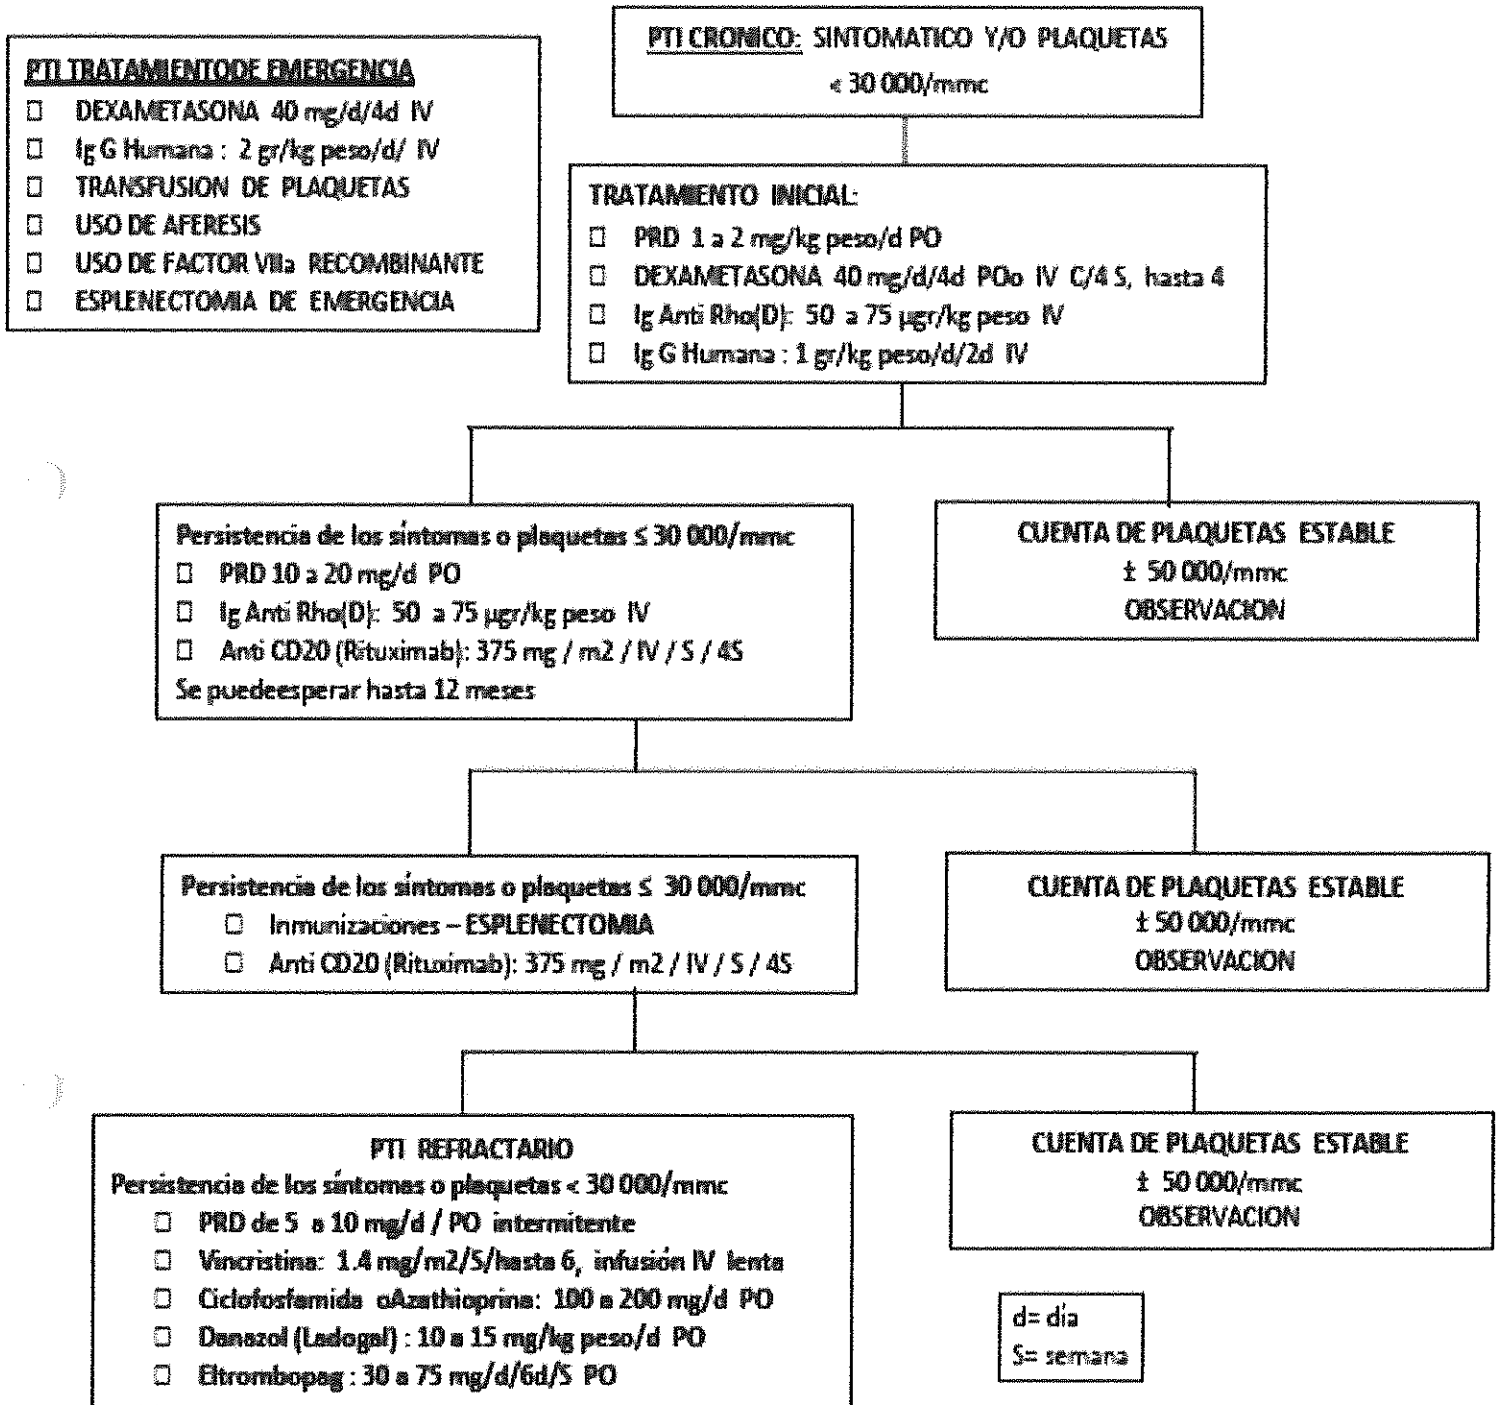 PTI TRATAMIENTODE EMERGENCIA
☐ DEXAMETASONA 40 mg/d/4d IV
☐ Ig G Humana : 2 gr/kg peso/d/ IV
☐ TRANSFUSION DE PLAQUETAS
☐ USO DE AFERESIS
☐ USO DE FACTOR VIIa RECOMBINANTE
☐ ESPLENECTOMIA DE EMERGENCIA
PTI CRONICO: SINTOMATICO Y/O PLAQUETAS
< 30 000/mmc
TRATAMIENTO INICIAL:
☐ PRD 1 a 2 mg/kg peso/d PO
☐ DEXAMETASONA 40 mg/d/4d POo IV C/4 S, hasta 4
☐ Ig Anti Rho(D): 50 a 75 µgr/kg peso IV
☐ Ig G Humana : 1 gr/kg peso/d/2d IV
Persistencia de los síntomas o plaquetas ≤ 30 000/mmc
☐ PRD 10 a 20 mg/d PO
☐ Ig Anti Rho(D): 50 a 75 µgr/kg peso IV
☐ Anti CD20 (Rituximab): 375 mg / m2 / IV / S / 4S
Se puedeesperar hasta 12 meses
CUENTA DE PLAQUETAS ESTABLE
± 50 000/mmc
OBSERVACION
Persistencia de los síntomas o plaquetas ≤ 30 000/mmc
☐ Inmunizaciones – ESPLENECTOMIA
☐ Anti CD20 (Rituximab): 375 mg / m2 / IV / S / 4S
CUENTA DE PLAQUETAS ESTABLE
± 50 000/mmc
OBSERVACION
PTI REFRACTARIO
Persistencia de los síntomas o plaquetas < 30 000/mmc
☐ PRD de 5 a 10 mg/d / PO intermitente
☐ Vincristina: 1.4 mg/m2/S/hasta 6, infusión IV lenta
☐ Ciclofosfamida oAzathioprina: 100 a 200 mg/d PO
☐ Danazol (Ladogal) : 10 a 15 mg/kg peso/d PO
☐ Eltrombopag : 30 a 75 mg/d/6d/S PO
CUENTA DE PLAQUETAS ESTABLE
± 50 000/mmc
OBSERVACION
d= día
S= semana